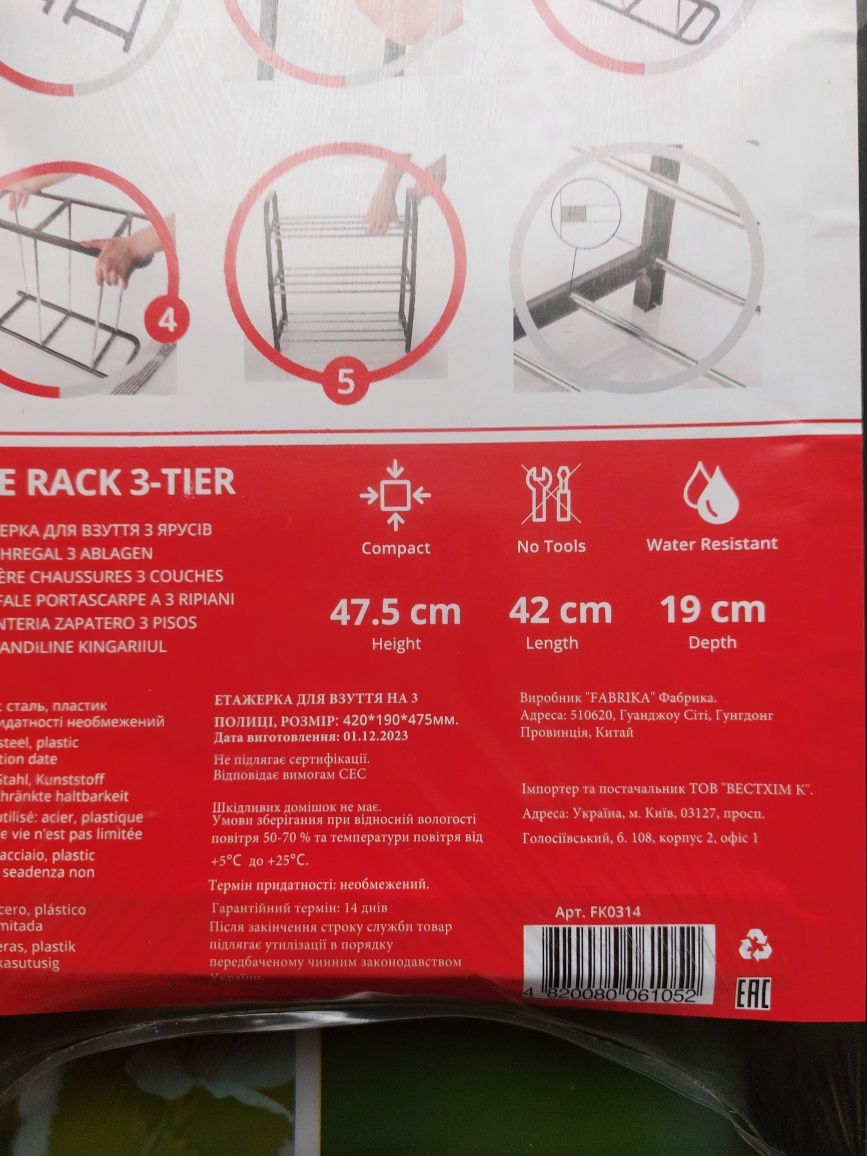 4
5
E RACK 3-TIER
ЕРКА ДЛЯ ВЗУТТЯ 3 ЯРУСІВ
HREGAL 3 ABLAGEN
ÈRE CHAUSSURES 3 COUCHES
FALE PORTASCARPE A 3 RIPIANI
NTERIA ZAPATERO 3 PISOS
ANDILINE KINGARIIUL
Compact
No Tools
Water Resistant
47.5 cm
Height
42 cm
Length
19 cm
Depth
: сталь, пластик
идатності необмежений
steel, plastic
tion date
Stahl, Kunststoff
hränkte haltbarkeit
utilisé: acier, plastique
e vie n'est pas limitée
acciaio, plastic
seadenza non
cero, plástico
mitada
eras, plastik
kasutusig
ЕТАЖЕРКА ДЛЯ ВЗУТТЯ НА 3
ПОЛИЦІ, РОЗМІР: 420*190*475мм.
Дата виготовлення: 01.12.2023
Не підлягає сертифікації.
Відповідає вимогам СЕС
Шкідливих домішок не має.
Умови зберігання при відносній вологості
повітря 50-70 % та температури повітря від
+5°С до +25°С.
Термін придатності: необмежений.
Гарантійний термін: 14 днів
Після закінчення строку служби товар
підлягає утилізації в порядку
передбаченому чинним законодавством
України.
Виробник "FABRIKA" Фабрика.
Адреса: 510620, Гуанджоу Сіті, Гунгдонг
Провинція, Китай
Імпортер та постачальник ТОВ "ВЕСТХІМ К".
Адреса: Україна, м. Київ, 03127, просп.
Голосіївський, б. 108, корпус 2, офіс 1
Арт. FK0314
4 820080 061052
EAC